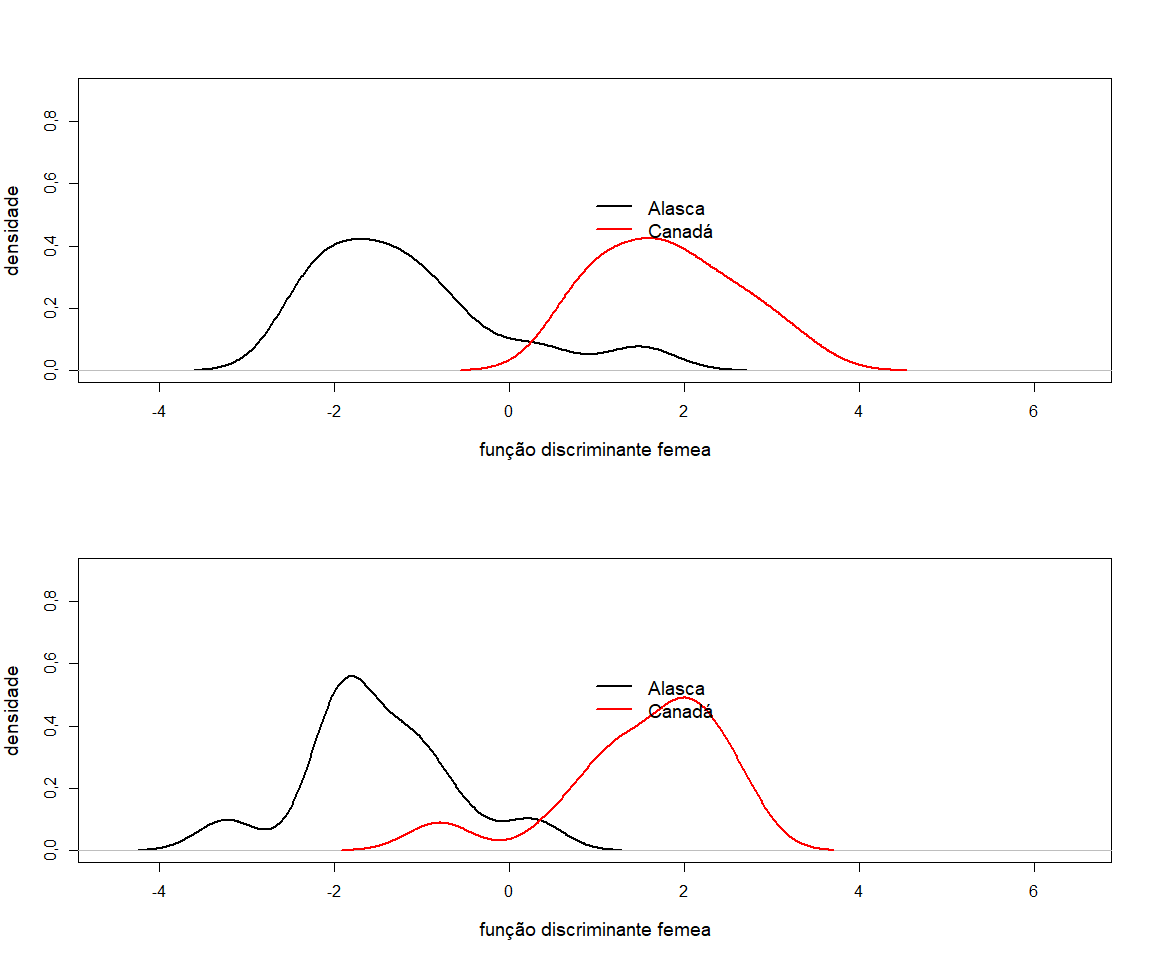 densidade
0,8
0,6
0,4
0,2
0,0
Alasca
Canadá
-4 -2 0 2 4 6
função discriminante femea
densidade
0,8
0,6
0,4
0,2
0,0
Alasca
Canadá
-4 -2 0 2 4 6
função discriminante femea